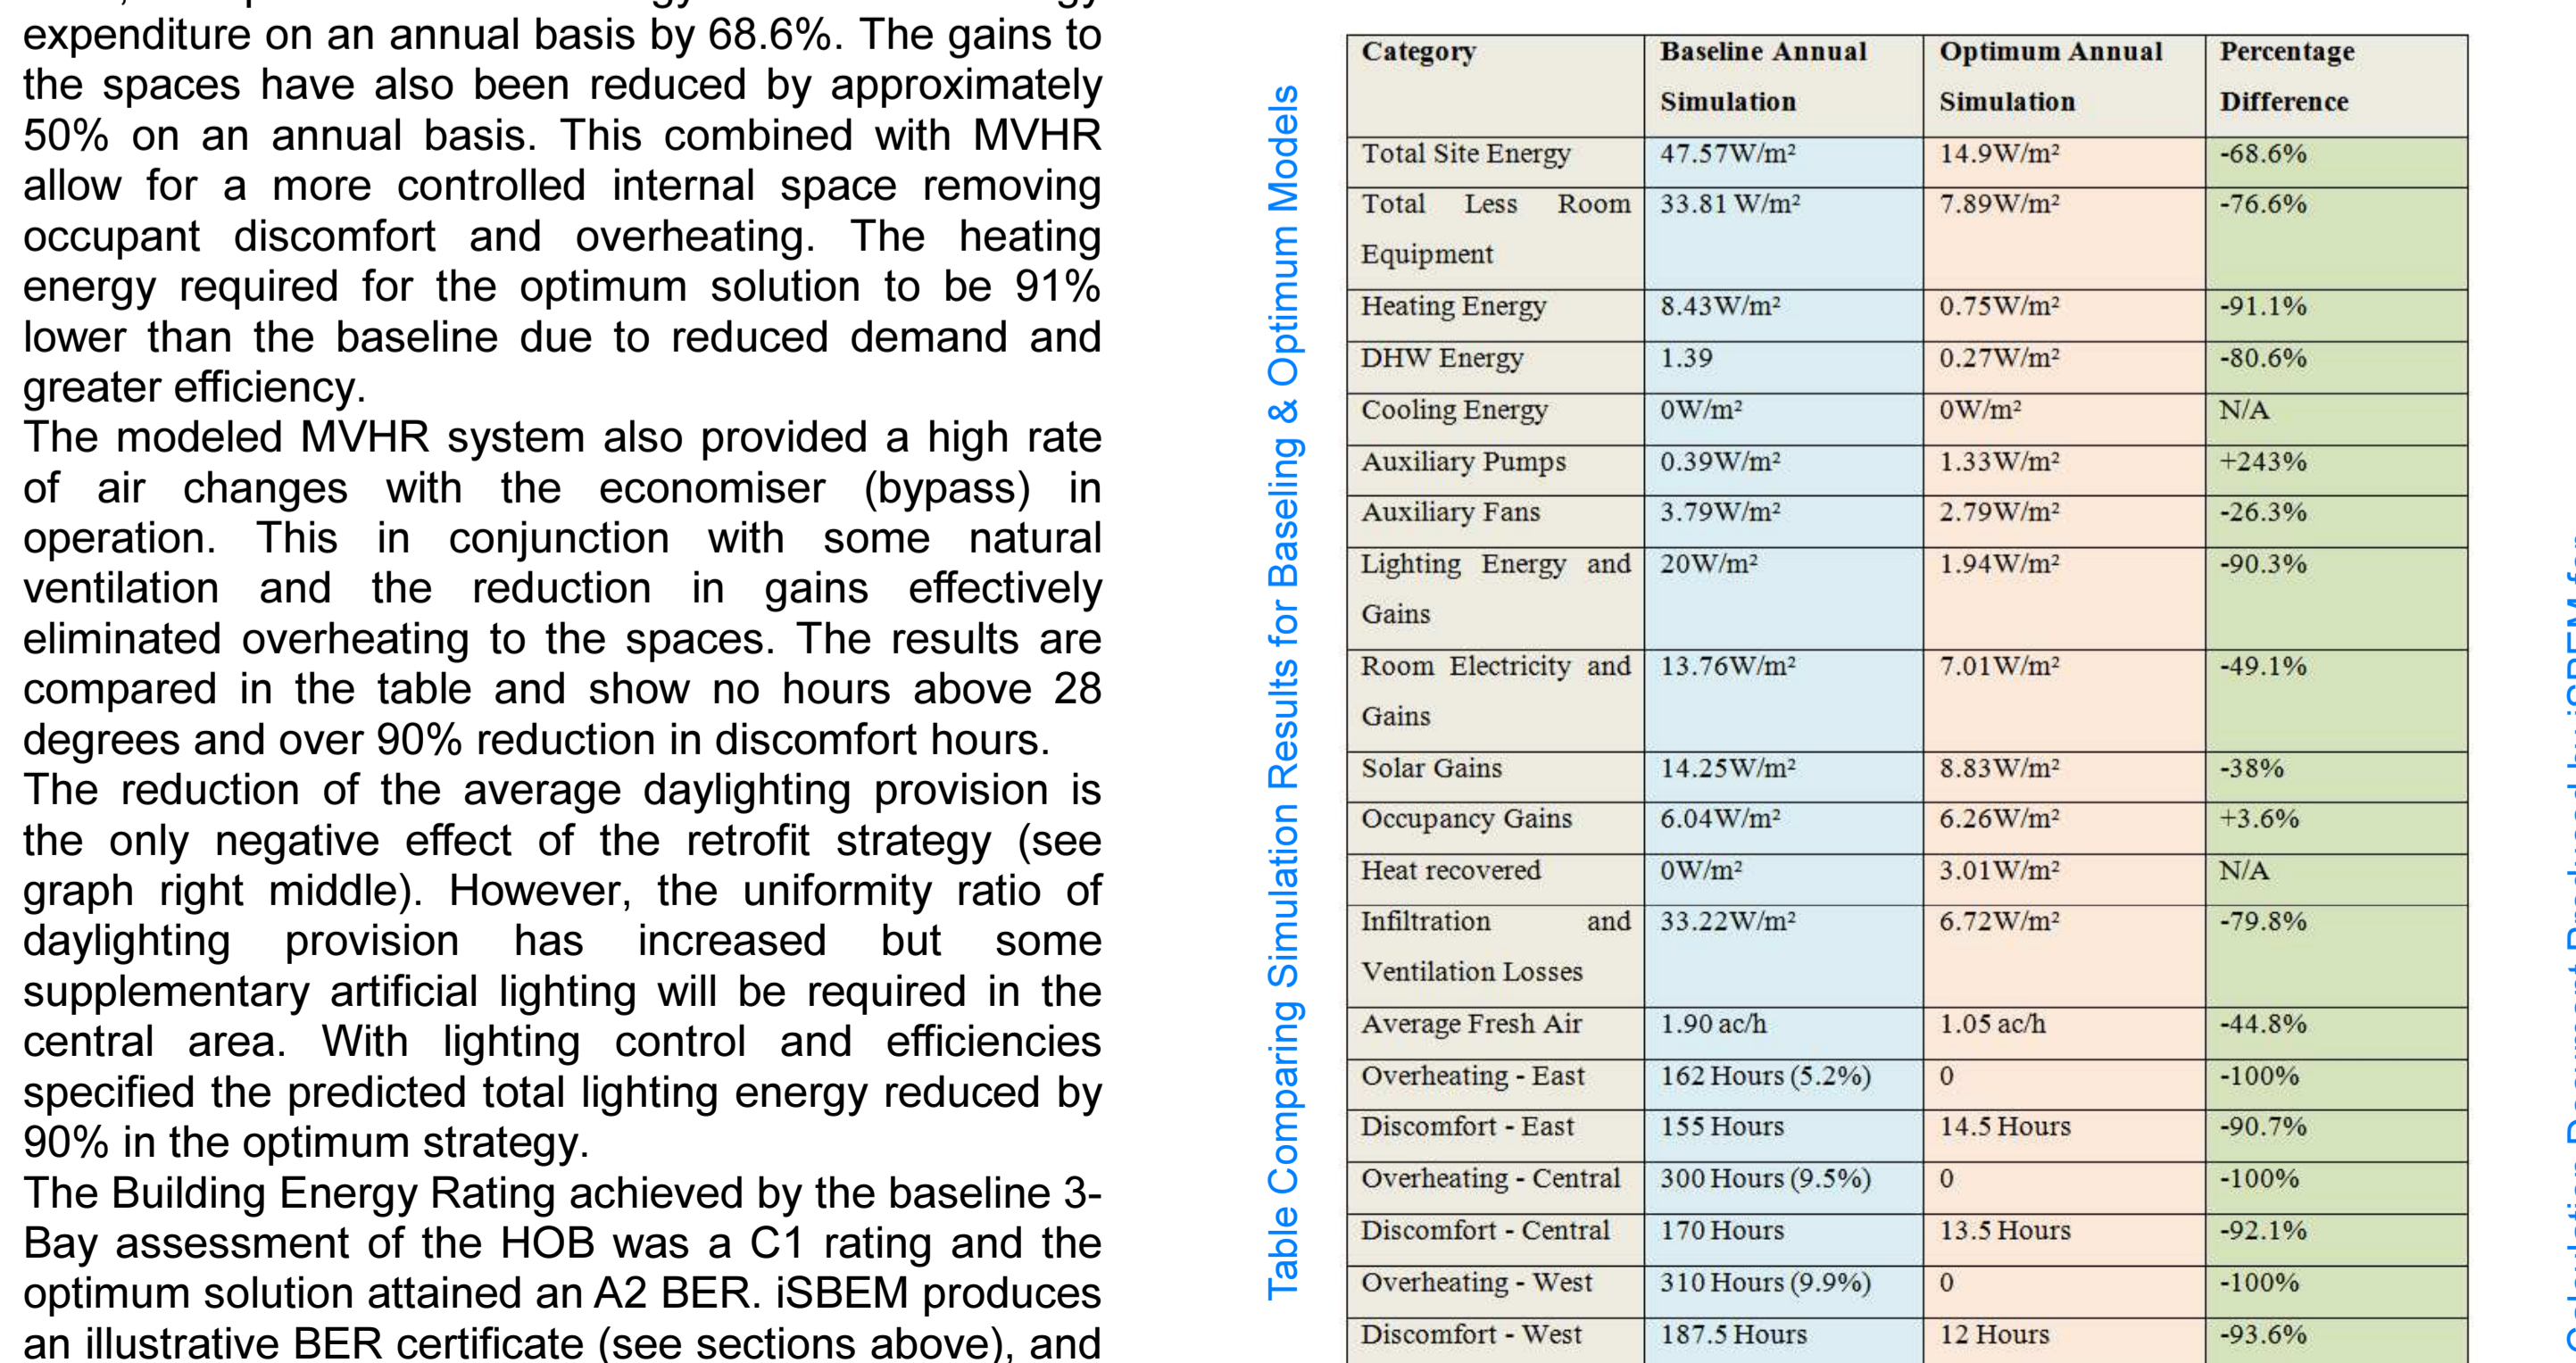 expenditure on an annual basis by 68.6%. The gains to
the spaces have also been reduced by approximately
50% on an annual basis. This combined with MVHR
allow for a more controlled internal space removing
occupant discomfort and overheating. The heating
energy required for the optimum solution to be 91%
lower than the baseline due to reduced demand and
greater efficiency.
The modeled MVHR system also provided a high rate
of air changes with the economiser (bypass) in
operation. This in conjunction with some natural
ventilation and the reduction in gains effectively
eliminated overheating to the spaces. The results are
compared in the table and show no hours above 28
degrees and over 90% reduction in discomfort hours.
The reduction of the average daylighting provision is
the only negative effect of the retrofit strategy (see
graph right middle). However, the uniformity ratio of
daylighting provision has increased but some
supplementary artificial lighting will be required in the
central area. With lighting control and efficiencies
specified the predicted total lighting energy reduced by
90% in the optimum strategy.
The Building Energy Rating achieved by the baseline 3-
Bay assessment of the HOB was a C1 rating and the
optimum solution attained an A2 BER. iSBEM produces
an illustrative BER certificate (see sections above), and
Table Comparing Simulation Results for Baseling & Optimum Models
Category Baseline Annual Simulation Optimum Annual Simulation Percentage Difference
Total Site Energy 47.57W/m² 14.9W/m² -68.6%
Total Less Room Equipment 33.81 W/m² 7.89W/m² -76.6%
Heating Energy 8.43W/m² 0.75W/m² -91.1%
DHW Energy 1.39 0.27W/m² -80.6%
Cooling Energy 0W/m² 0W/m² N/A
Auxiliary Pumps 0.39W/m² 1.33W/m² +243%
Auxiliary Fans 3.79W/m² 2.79W/m² -26.3%
Lighting Energy and Gains 20W/m² 1.94W/m² -90.3%
Room Electricity and Gains 13.76W/m² 7.01W/m² -49.1%
Solar Gains 14.25W/m² 8.83W/m² -38%
Occupancy Gains 6.04W/m² 6.26W/m² +3.6%
Heat recovered 0W/m² 3.01W/m² N/A
Infiltration and Ventilation Losses 33.22W/m² 6.72W/m² -79.8%
Average Fresh Air 1.90 ac/h 1.05 ac/h -44.8%
Overheating - East 162 Hours (5.2%) 0 -100%
Discomfort - East 155 Hours 14.5 Hours -90.7%
Overheating - Central 300 Hours (9.5%) 0 -100%
Discomfort - Central 170 Hours 13.5 Hours -92.1%
Overheating - West 310 Hours (9.9%) 0 -100%
Discomfort - West 187.5 Hours 12 Hours -93.6%